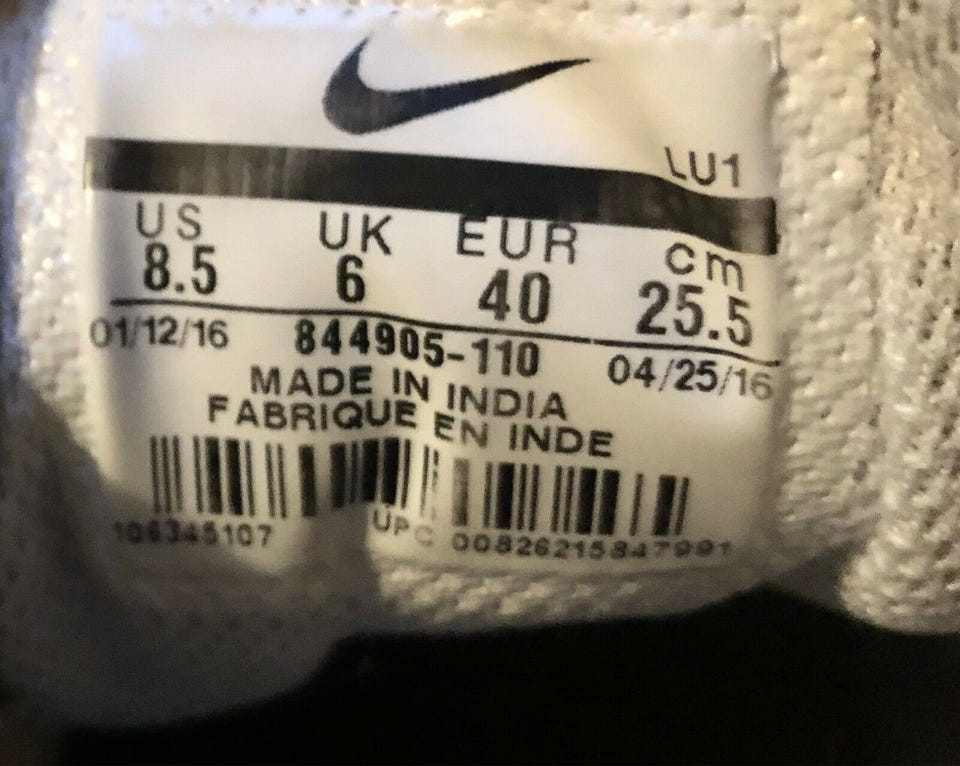 LU1
US UK EUR cm
8.5 6 40 25.5
01/12/16 844905-110 04/25/16
MADE IN INDIA
FABRIQUE EN INDE
106345107 UPC 00826215847991